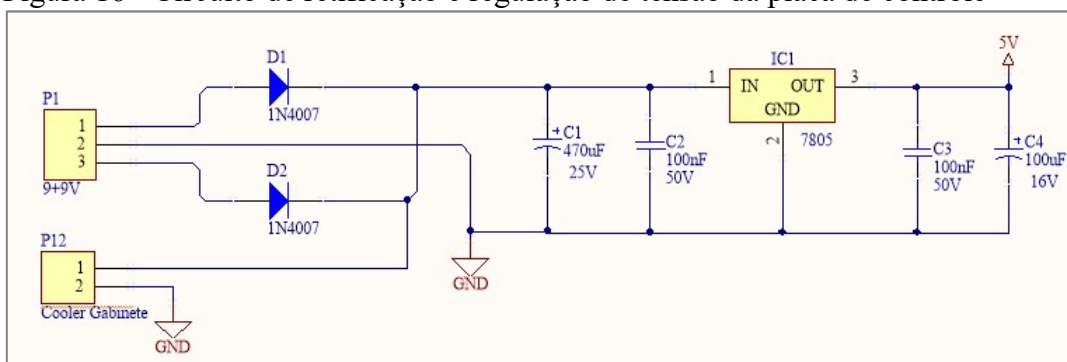 Figura 16 - Circuito de retificação e regulação de tensão da placa de controle
P1
1
2
3
9+9V
D1
1N4007
D2
1N4007
P12
1
2
Cooler Gabinete
GND
GND
C1
+
470uF
25V
C2
100nF
50V
IC1
1
IN
OUT
3
GND
2
7805
C3
100nF
50V
5V
C4
+
100uF
16V